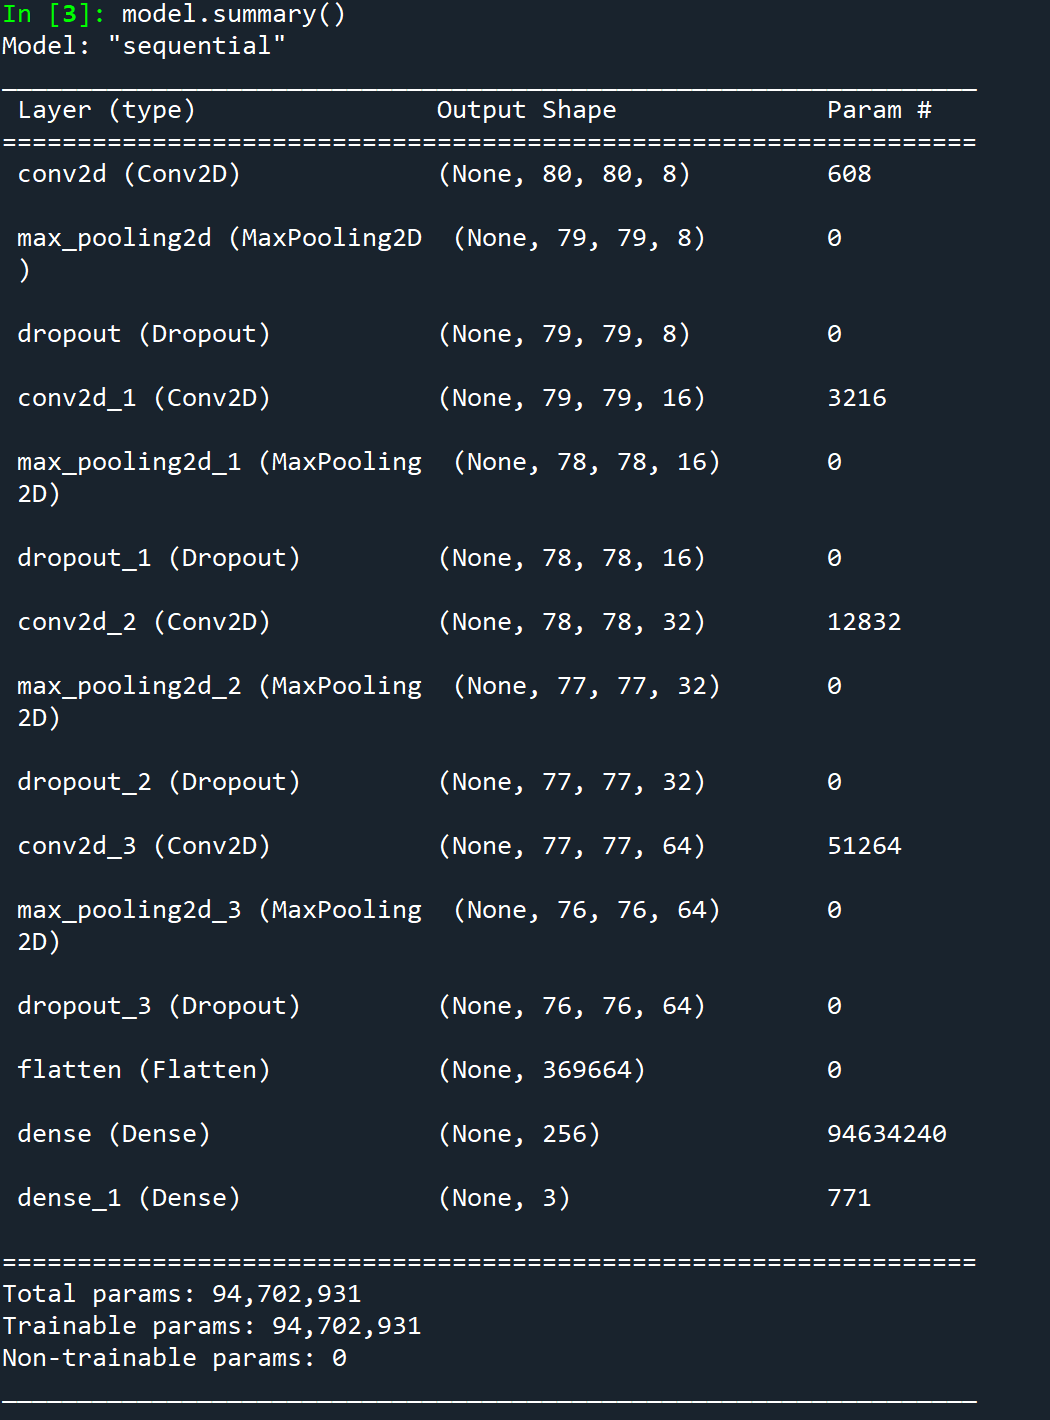 In [3]: model.summary()
Model: "sequential"
_________________________________________________________________
 Layer (type)                Output Shape              Param #
=================================================================
 conv2d (Conv2D)             (None, 80, 80, 8)         608
 max_pooling2d (MaxPooling2D  (None, 79, 79, 8)        0
 )
 dropout (Dropout)           (None, 79, 79, 8)         0
 conv2d_1 (Conv2D)           (None, 79, 79, 16)        3216
 max_pooling2d_1 (MaxPooling  (None, 78, 78, 16)       0
 2D)
 dropout_1 (Dropout)         (None, 78, 78, 16)        0
 conv2d_2 (Conv2D)           (None, 78, 78, 32)        12832
 max_pooling2d_2 (MaxPooling  (None, 77, 77, 32)       0
 2D)
 dropout_2 (Dropout)         (None, 77, 77, 32)        0
 conv2d_3 (Conv2D)           (None, 77, 77, 64)        51264
 max_pooling2d_3 (MaxPooling  (None, 76, 76, 64)       0
 2D)
 dropout_3 (Dropout)         (None, 76, 76, 64)        0
 flatten (Flatten)           (None, 369664)            0
 dense (Dense)               (None, 256)               94634240
 dense_1 (Dense)             (None, 3)                 771
=================================================================
Total params: 94,702,931
Trainable params: 94,702,931
Non-trainable params: 0
_________________________________________________________________